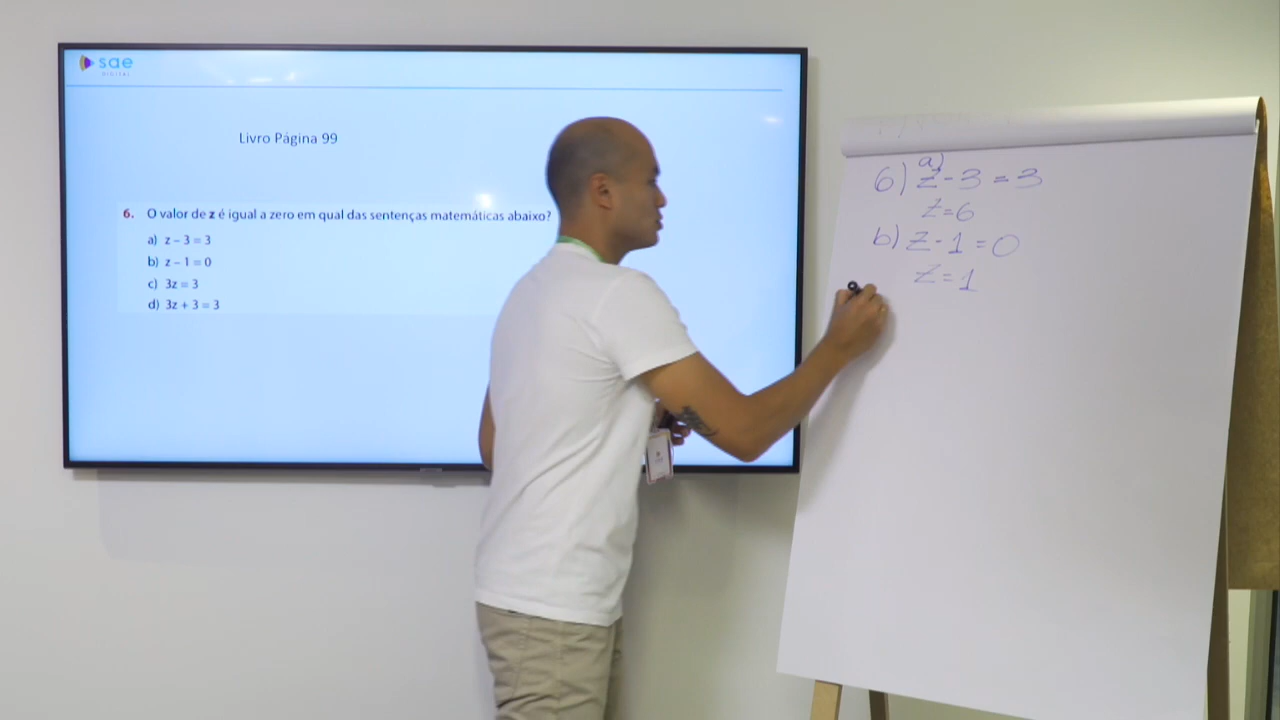 sae
DIGITAL
Livro Página 99
6. O valor de z é igual a zero em qual das sentenças matemáticas abaixo?
a) z – 3 = 3
b) z – 1 = 0
c) 3z = 3
d) 3z + 3 = 3
6) a) z - 3 = 3
z = 6
b) z - 1 = 0
z = 1